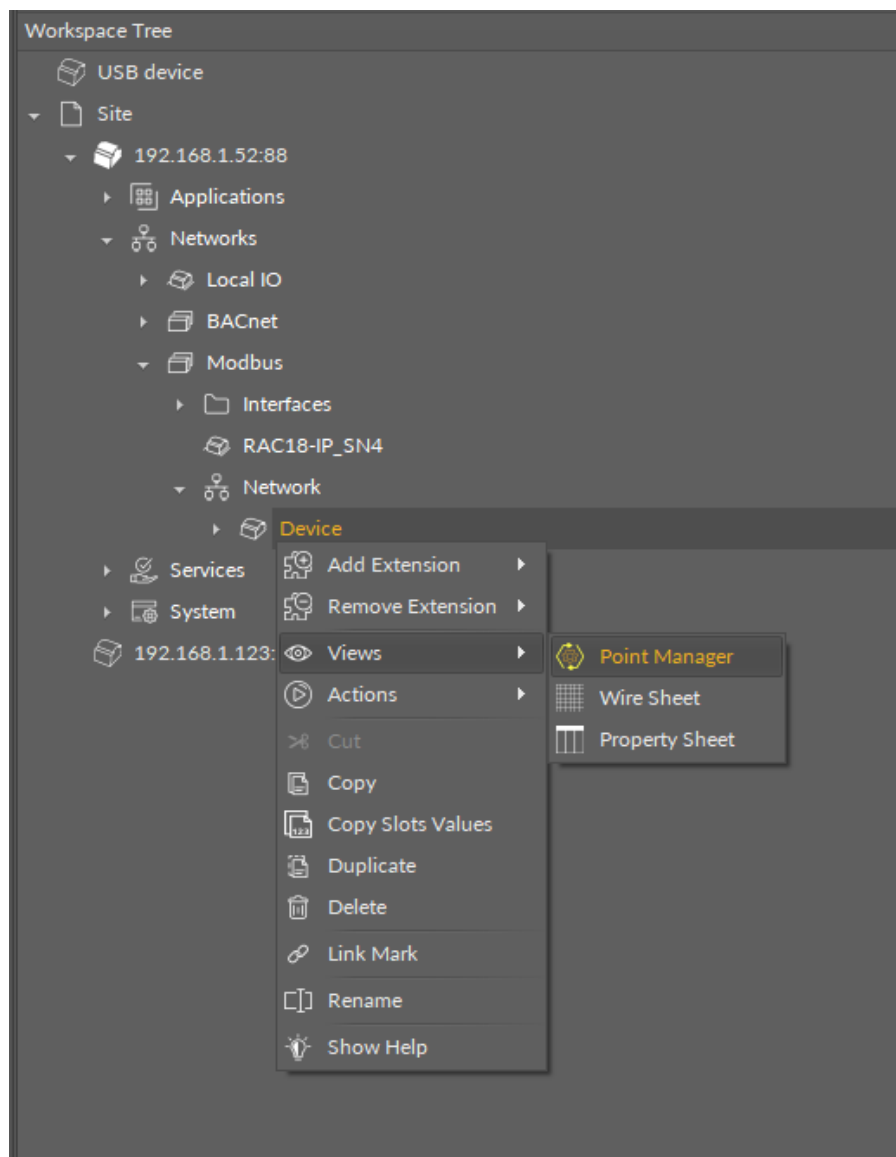 Workspace Tree
USB device
Site
192.168.1.52:88
Applications
Networks
Local IO
BACnet
Modbus
Interfaces
RAC18-IP_SN4
Network
Device
Services
System
192.168.1.123:
Add Extension
Remove Extension
Views
Actions
Cut
Copy
Copy Slots Values
Duplicate
Delete
Link Mark
Rename
Show Help
Point Manager
Wire Sheet
Property Sheet